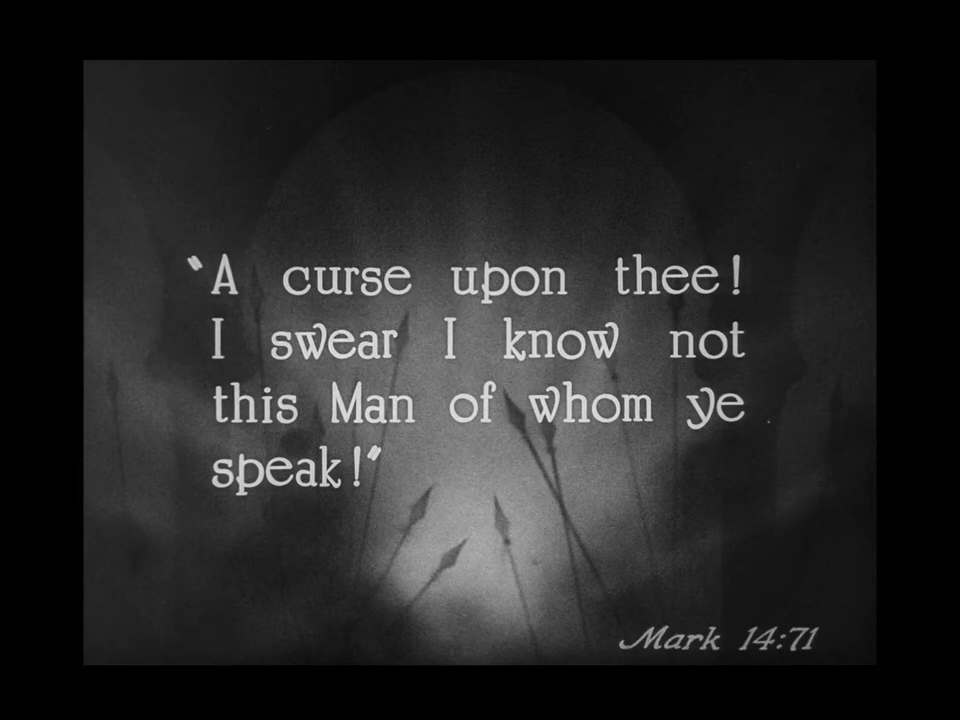 "A curse upon thee!
I swear I know not
this Man of whom ye
speak!"
Mark 14:71